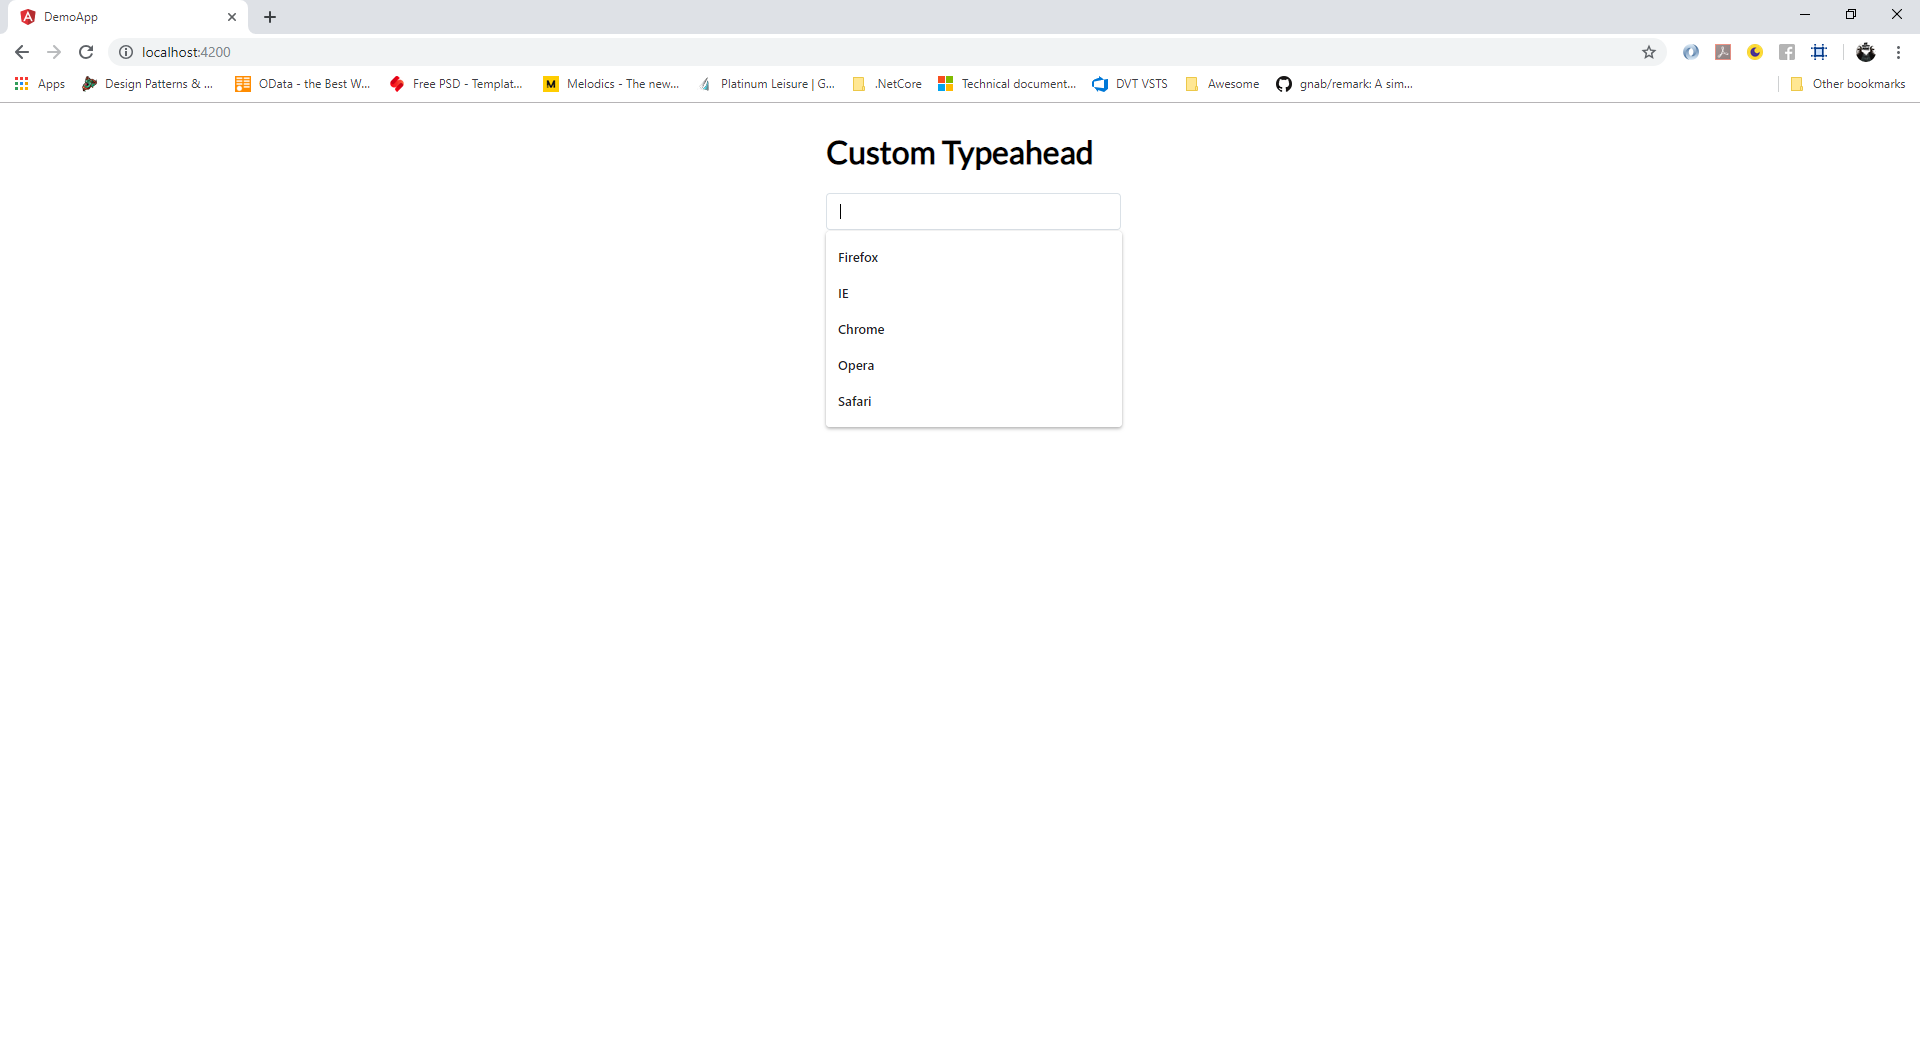 DemoApp
localhost:4200
Apps Design Patterns & ... OData - the Best W... Free PSD - Templat... M Melodics - The new... Platinum Leisure | G... .NetCore Technical document... DVT VSTS Awesome gnab/remark: A sim... Other bookmarks
Custom Typeahead
Firefox
IE
Chrome
Opera
Safari